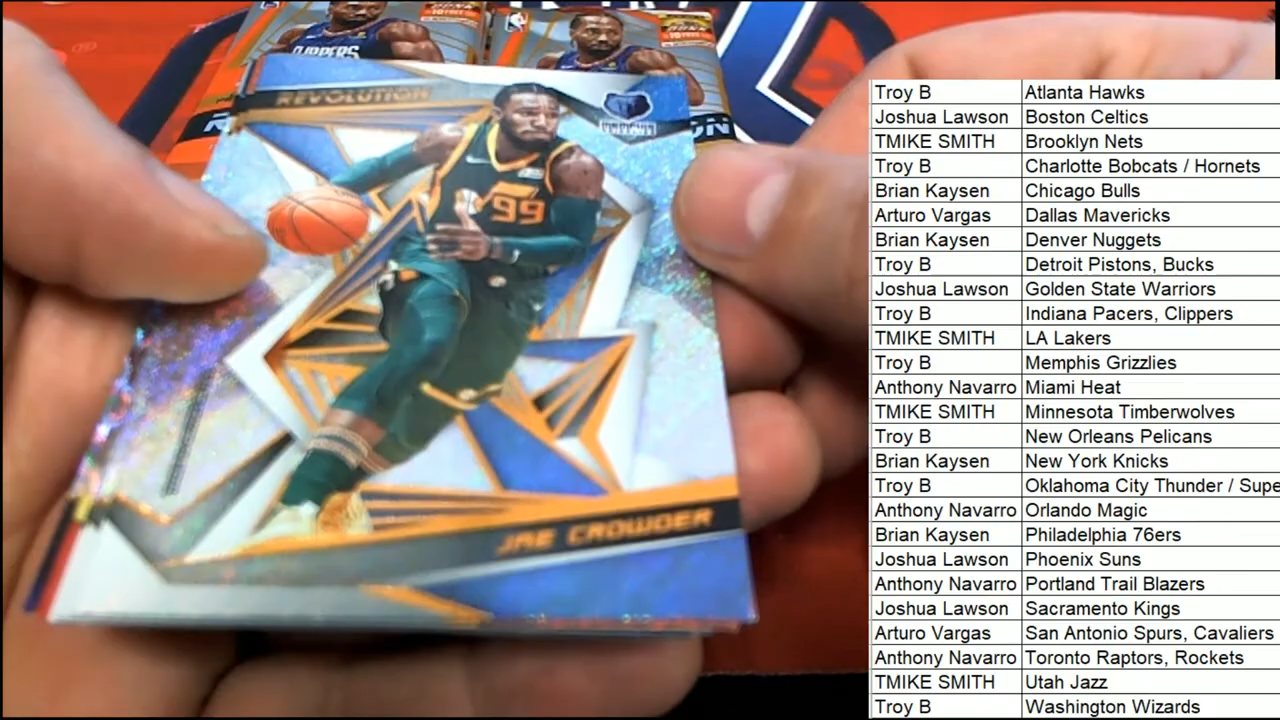 CLIPPERS
REVOLUTION
99
JAE CROWDER
Troy B Atlanta Hawks
Joshua Lawson Boston Celtics
TMIKE SMITH Brooklyn Nets
Troy B Charlotte Bobcats / Hornets
Brian Kaysen Chicago Bulls
Arturo Vargas Dallas Mavericks
Brian Kaysen Denver Nuggets
Troy B Detroit Pistons, Bucks
Joshua Lawson Golden State Warriors
Troy B Indiana Pacers, Clippers
TMIKE SMITH LA Lakers
Troy B Memphis Grizzlies
Anthony Navarro Miami Heat
TMIKE SMITH Minnesota Timberwolves
Troy B New Orleans Pelicans
Brian Kaysen New York Knicks
Troy B Oklahoma City Thunder / Supe
Anthony Navarro Orlando Magic
Brian Kaysen Philadelphia 76ers
Joshua Lawson Phoenix Suns
Anthony Navarro Portland Trail Blazers
Joshua Lawson Sacramento Kings
Arturo Vargas San Antonio Spurs, Cavaliers
Anthony Navarro Toronto Raptors, Rockets
TMIKE SMITH Utah Jazz
Troy B Washington Wizards